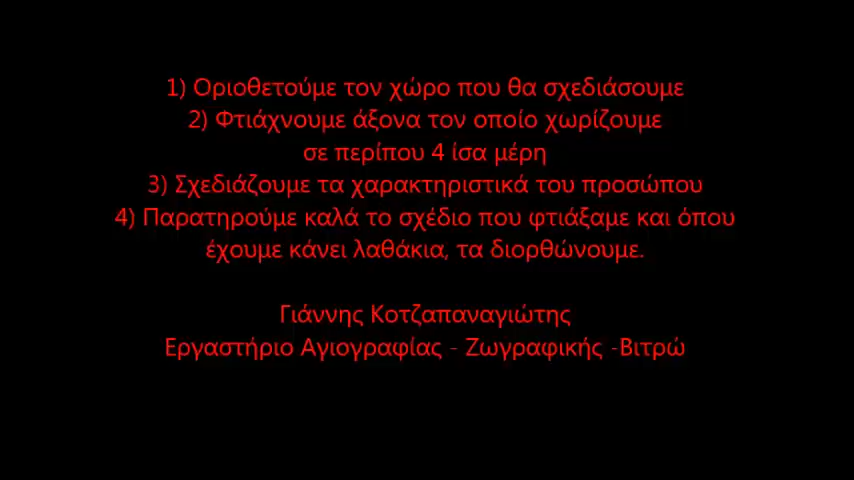 1) Οριοθετούμε τον χώρο που θα σχεδιάσουμε
2) Φτιάχνουμε άξονα τον οποίο χωρίζουμε
σε περίπου 4 ίσα μέρη
3) Σχεδιάζουμε τα χαρακτηριστικά του προσώπου
4) Παρατηρούμε καλά το σχέδιο που φτιάξαμε και όπου
έχουμε κάνει λαθάκια, τα διορθώνουμε.
Γιάννης Κοτζαπαναγιώτης
Εργαστήριο Αγιογραφίας - Ζωγραφικής -Βιτρώ